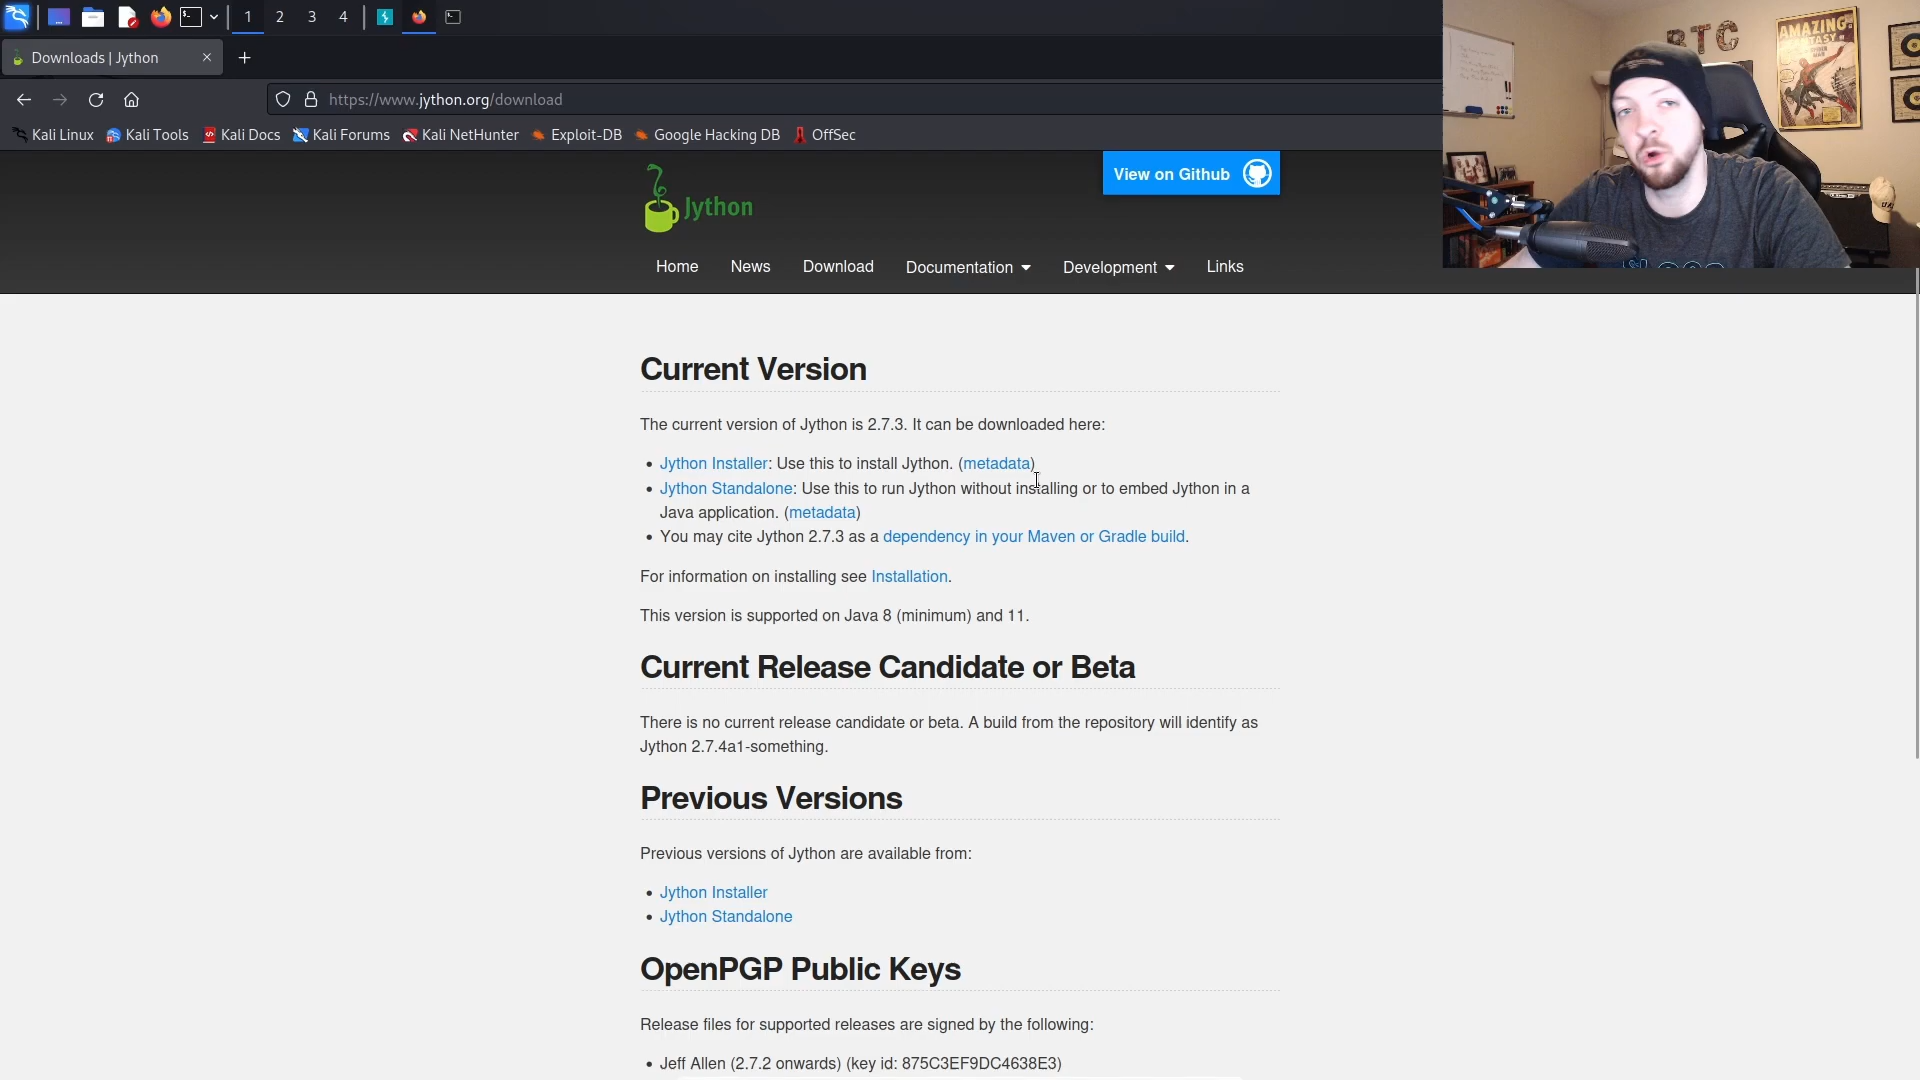 1 2 3 4
Downloads | Jython
https://www.jython.org/download
Kali Linux Kali Tools Kali Docs Kali Forums Kali NetHunter Exploit-DB Google Hacking DB OffSec
BTC
AMAZING
FANTASY
View on Github
Jython
Home News Download Documentation Development Links
Current Version
The current version of Jython is 2.7.3. It can be downloaded here:
• Jython Installer: Use this to install Jython. (metadata)
• Jython Standalone: Use this to run Jython without installing or to embed Jython in a
Java application. (metadata)
• You may cite Jython 2.7.3 as a dependency in your Maven or Gradle build.
For information on installing see Installation.
This version is supported on Java 8 (minimum) and 11.
Current Release Candidate or Beta
There is no current release candidate or beta. A build from the repository will identify as
Jython 2.7.4a1-something.
Previous Versions
Previous versions of Jython are available from:
• Jython Installer
• Jython Standalone
OpenPGP Public Keys
Release files for supported releases are signed by the following:
• Jeff Allen (2.7.2 onwards) (key id: 875C3EF9DC4638E3)